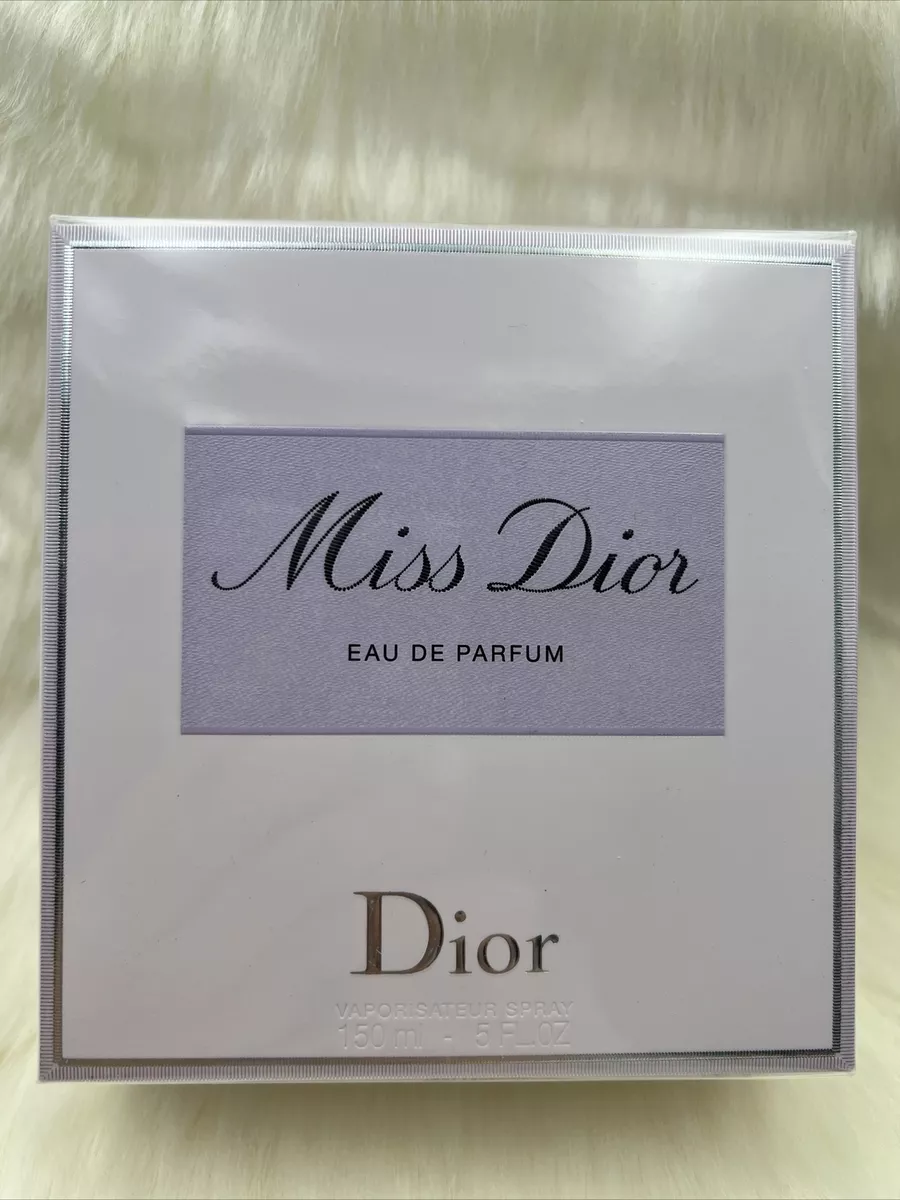 Miss Dior
EAU DE PARFUM
Dior
VAPORISATEUR SPRAY
150 ml - 5 FL.OZ